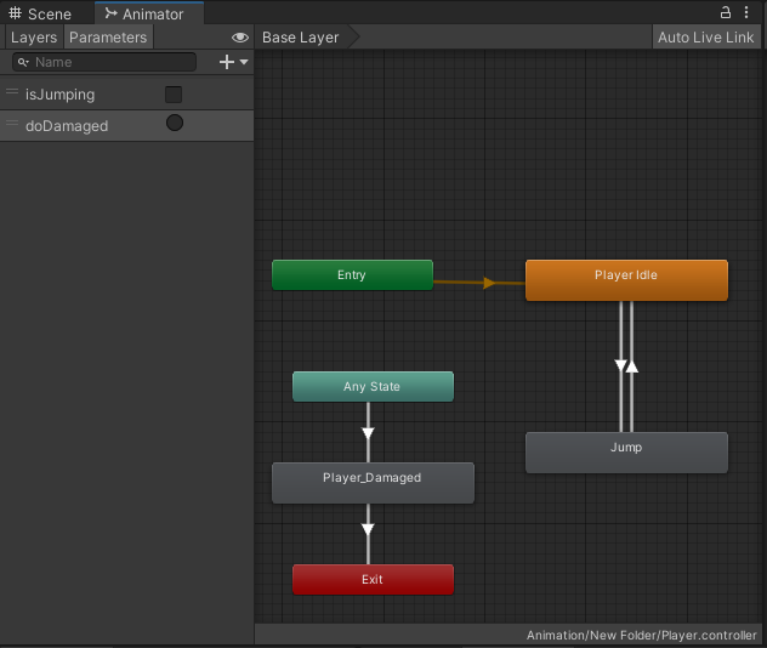 Scene
Animator
Layers Parameters
Base Layer
Auto Live Link
Name
isJumping
doDamaged
Entry
Player Idle
Any State
Jump
Player_Damaged
Exit
Animation/New Folder/Player.controller